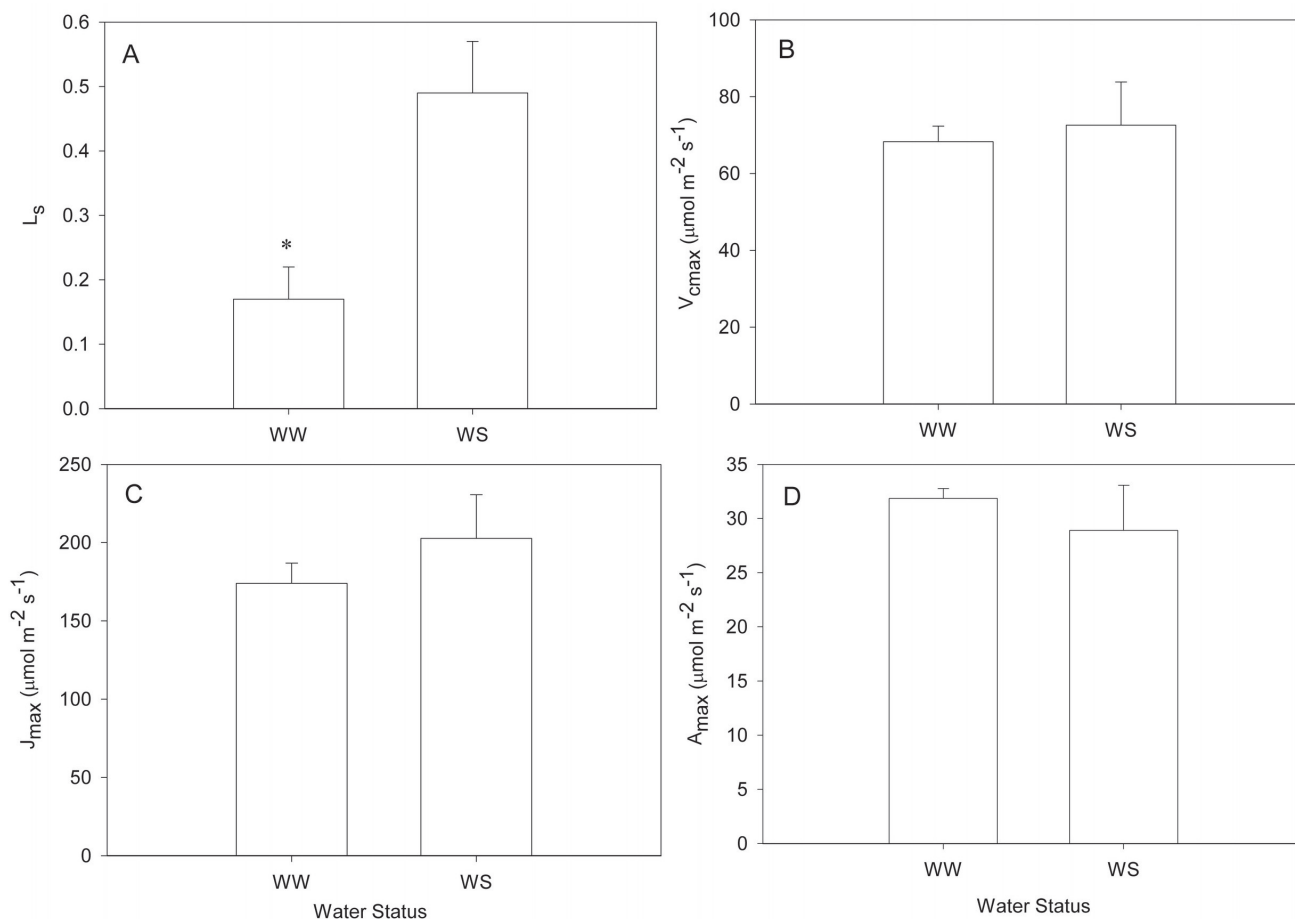 A
L_s
0.6
0.5
0.4
0.3
0.2
0.1
0.0
*
WW WS
B
V_cmax (μmol m^-2 s^-1)
100
80
60
40
20
0
WW WS
C
J_max (μmol m^-2 s^-1)
250
200
150
100
50
0
WW WS
Water Status
D
A_max (μmol m^-2 s^-1)
35
30
25
20
15
10
5
0
WW WS
Water Status